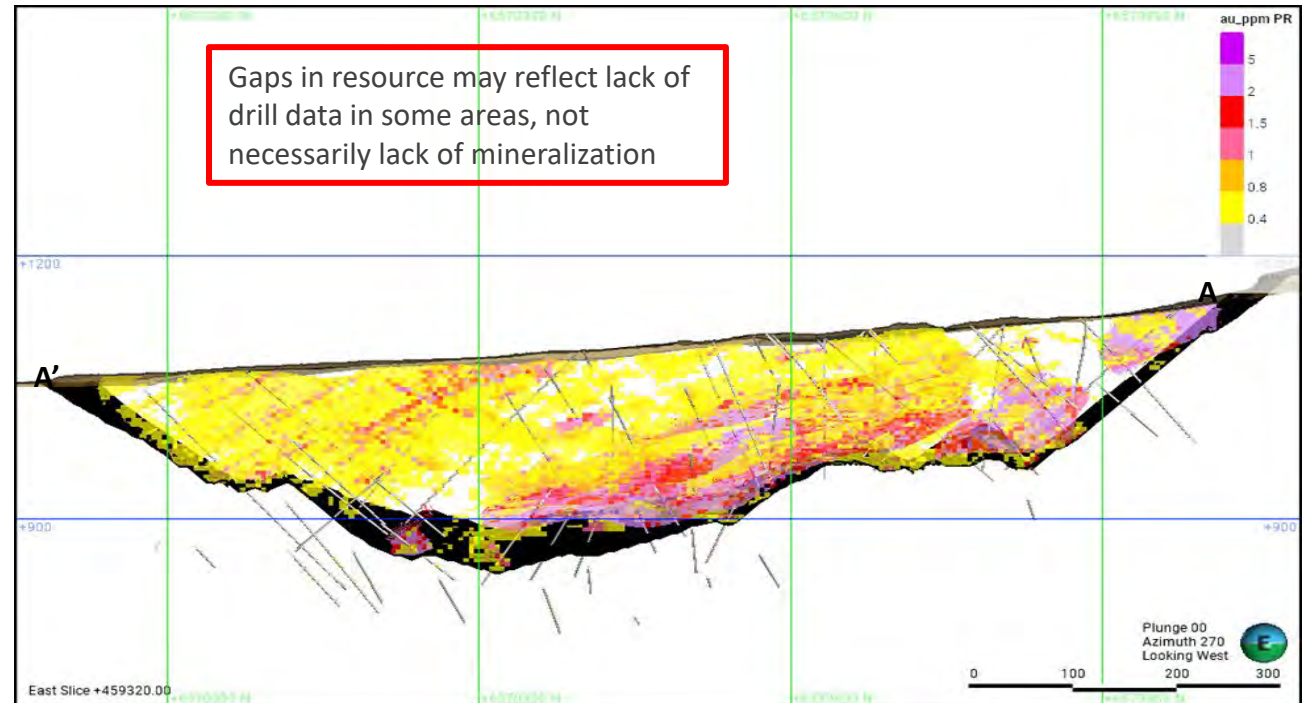 au_ppm PR
5
2
1.5
1
0.8
0.4
Gaps in resource may reflect lack of
drill data in some areas, not
necessarily lack of mineralization
+1200
A
A'
+900
+900
Plunge 00
Azimuth 270
Looking West
E
0 100 200 300
East Slice +459320.00